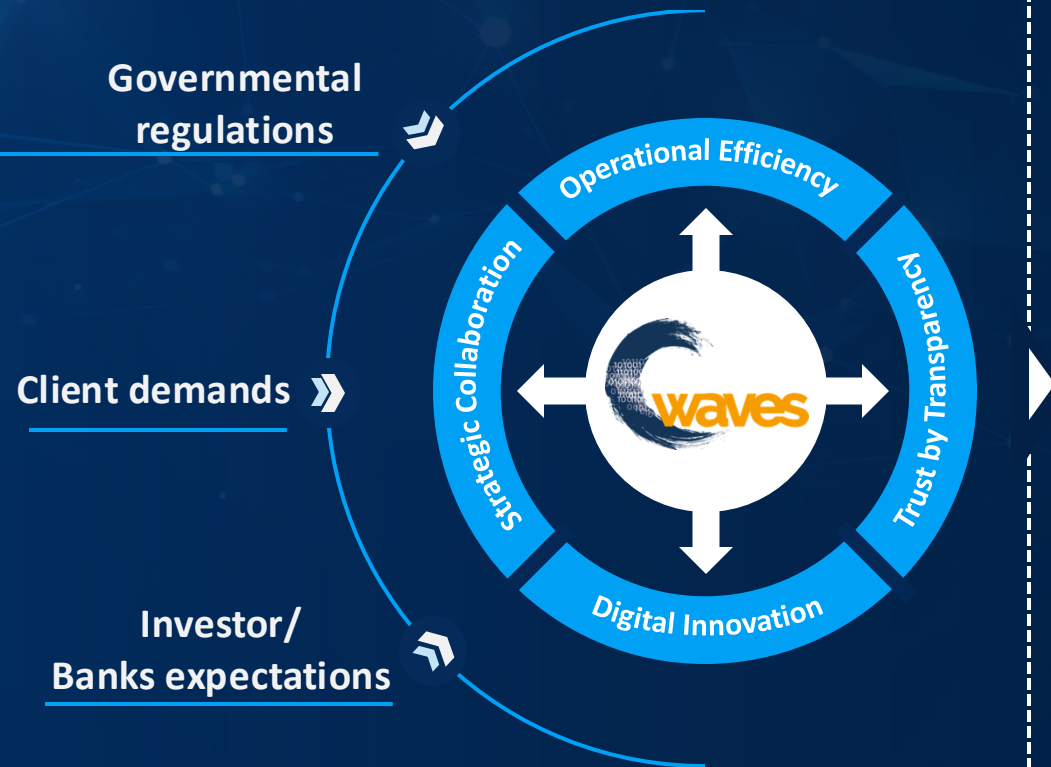 Governmental
regulations
Client demands
Investor/
Banks expectations
Operational Efficiency
Strategic Collaboration
Trust by Transparency
Digital Innovation
waves